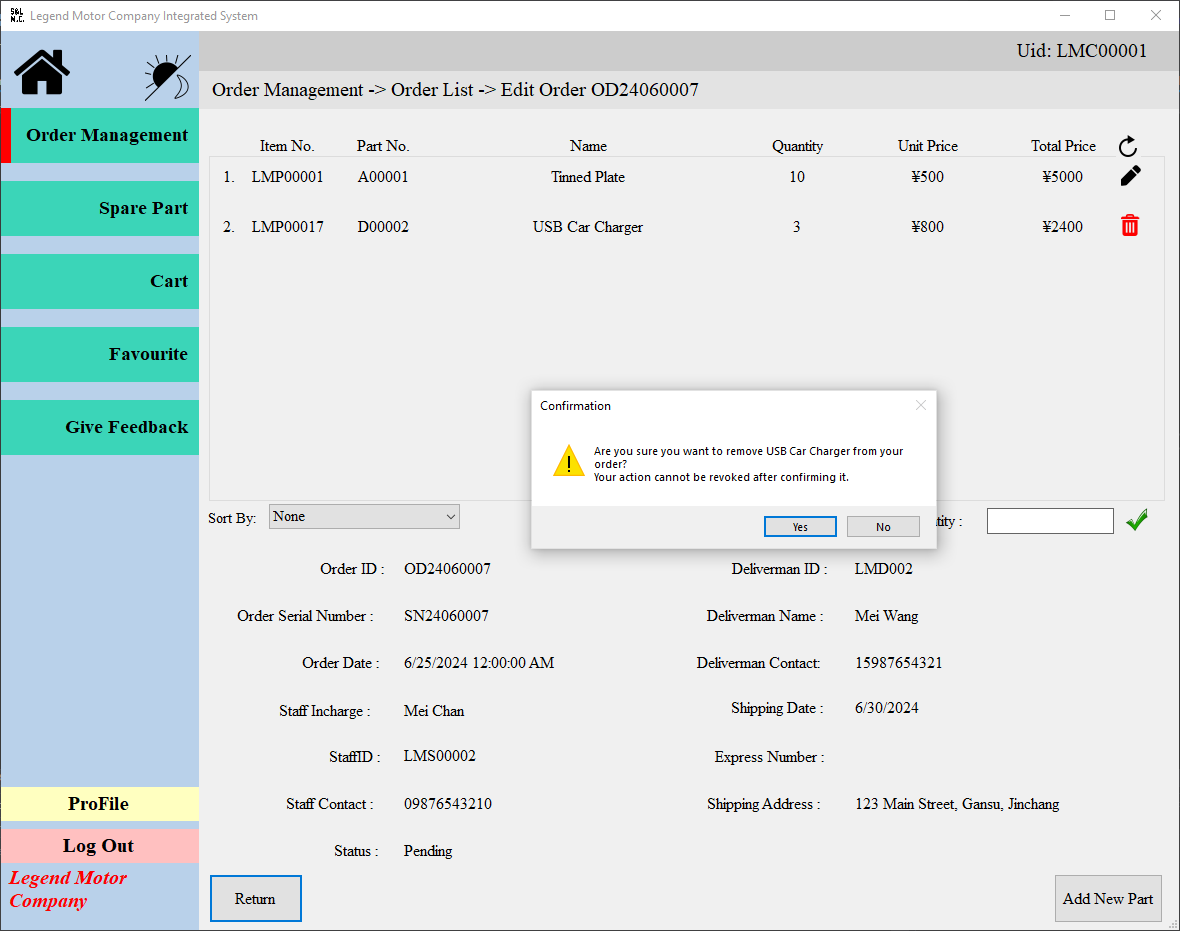 S&L
M.C.
Legend Motor Company Integrated System
Uid: LMC00001
Order Management -> Order List -> Edit Order OD24060007
Order Management
Spare Part
Cart
Favourite
Give Feedback
Item No. Part No. Name Quantity Unit Price Total Price
1. LMP00001 A00001 Tinned Plate 10 ¥500 ¥5000
2. LMP00017 D00002 USB Car Charger 3 ¥800 ¥2400
Confirmation
Are you sure you want to remove USB Car Charger from your
order?
Your action cannot be revoked after confirming it.
Yes No
Sort By: None
Order ID : OD24060007
Order Serial Number : SN24060007
Order Date : 6/25/2024 12:00:00 AM
Staff Incharge : Mei Chan
StaffID : LMS00002
Staff Contact : 09876543210
Status : Pending
Deliverman ID : LMD002
Deliverman Name : Mei Wang
Deliverman Contact: 15987654321
Shipping Date : 6/30/2024
Express Number :
Shipping Address : 123 Main Street, Gansu, Jinchang
ProFile
Log Out
Legend Motor
Company
Return
Add New Part